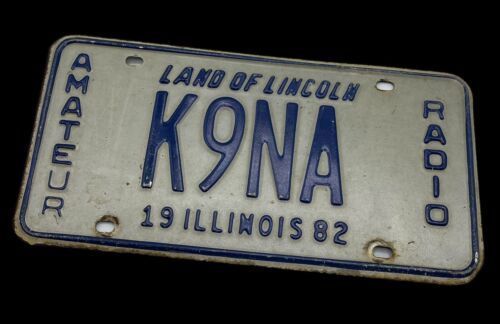 LAND OF LINCOLN
AMATEUR
K9NA
RADIO
19 ILLINOIS 82